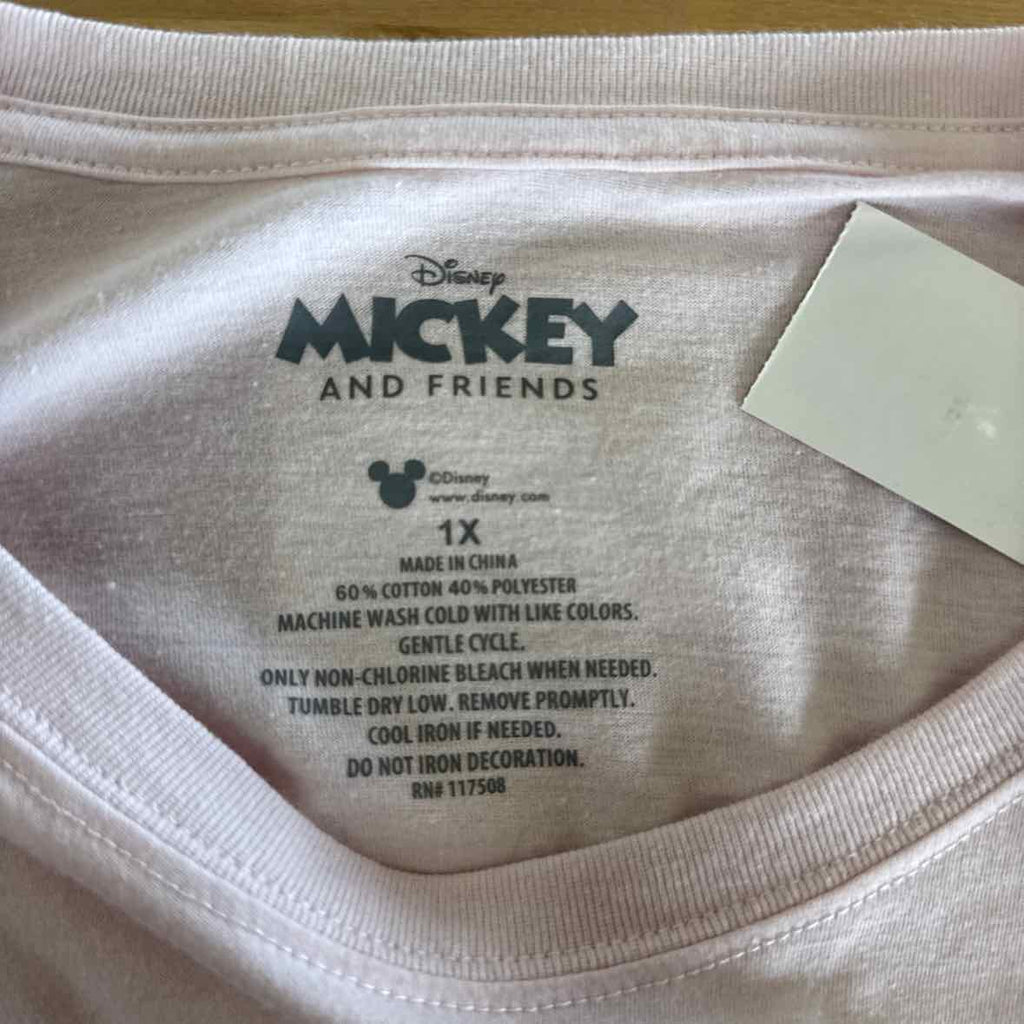 Disney
MICKEY
AND FRIENDS
©Disney
www.disney.com
1X
MADE IN CHINA
60% COTTON 40% POLYESTER
MACHINE WASH COLD WITH LIKE COLORS.
GENTLE CYCLE.
ONLY NON-CHLORINE BLEACH WHEN NEEDED.
TUMBLE DRY LOW. REMOVE PROMPTLY.
COOL IRON IF NEEDED.
DO NOT IRON DECORATION.
RN# 117508